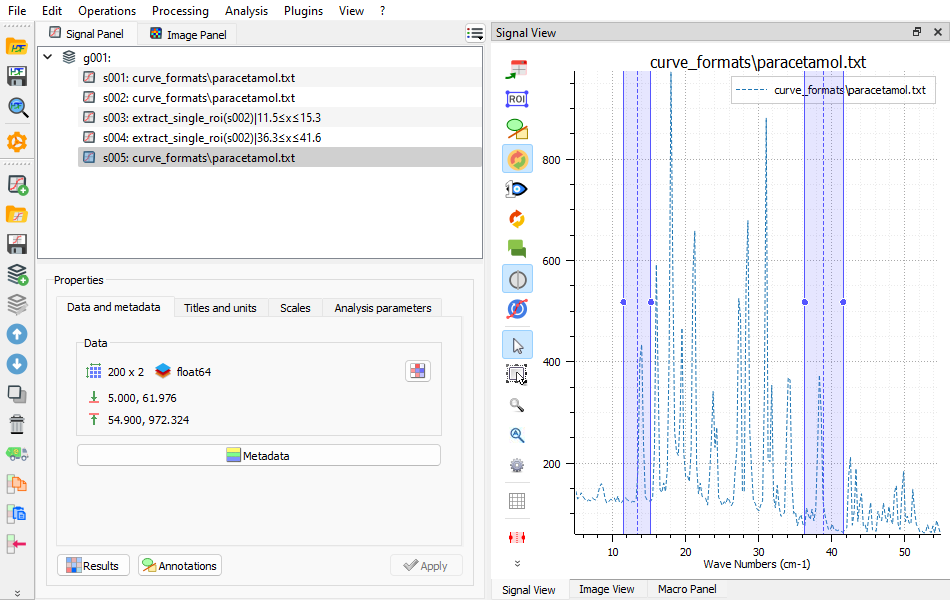 File Edit Operations Processing Analysis Plugins View ?
Signal Panel Image Panel
g001:
s001: curve_formats\paracetamol.txt
s002: curve_formats\paracetamol.txt
s003: extract_single_roi(s002)|11.5≤x≤15.3
s004: extract_single_roi(s002)|36.3≤x≤41.6
s005: curve_formats\paracetamol.txt
Properties
Data and metadata Titles and units Scales Analysis parameters
Data
200 x 2 float64
5.000, 61.976
54.900, 972.324
Metadata
Results Annotations Apply
Signal View
ROI
curve_formats\paracetamol.txt
curve_formats\paracetamol.txt
800
600
400
200
10 20 30 40 50
Wave Numbers (cm-1)
Signal View Image View Macro Panel